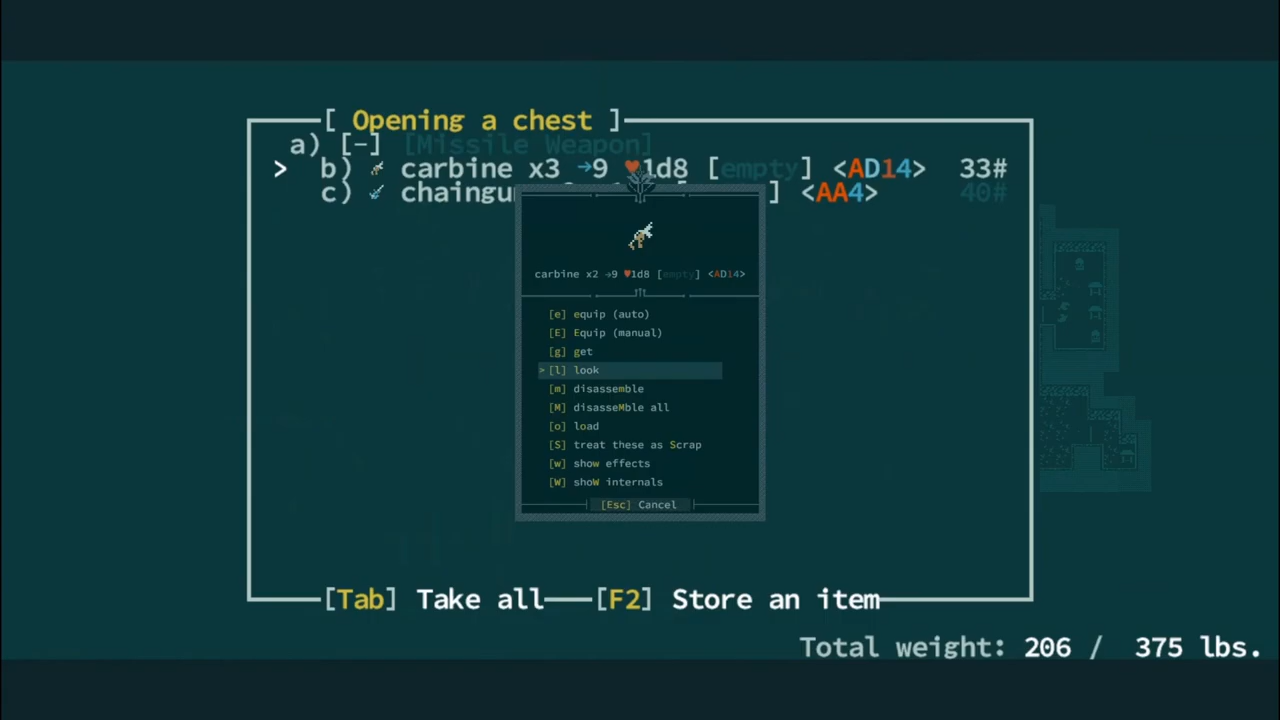 [ Opening a chest ]
a) [-] [Missile Weapon]
> b) carbine x3 →9 ♥1d8 [empty] <AD14> 33#
c) chaingu ] <AA4> 40#
carbine x2 →9 ♥1d8 [empty] <AD14>
[e] equip (auto)
[E] Equip (manual)
[g] get
> [l] look
[m] disassemble
[M] disasseMble all
[o] load
[S] treat these as Scrap
[w] show effects
[W] shoW internals
[Esc] Cancel
[Tab] Take all [F2] Store an item
Total weight: 206 / 375 lbs.